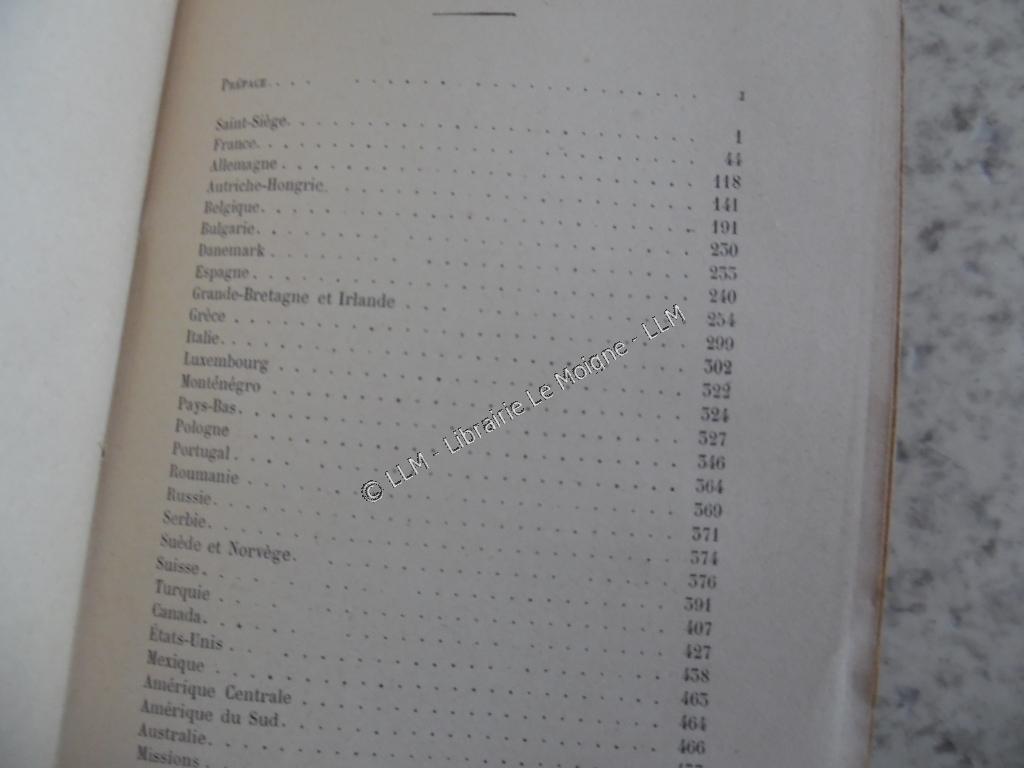 PRÉFACE. . . . I
Saint-Siège. . . . 1
France. . . . 44
Allemagne . . . . 118
Autriche-Hongrie. . . . 141
Belgique. . . . 191
Bulgarie. . . . 230
Danemark . . . . 235
Espagne . . . . 240
Grande-Bretagne et Irlande . . . . 254
Grèce . . . . 299
Italie. . . . 302
Luxembourg . . . . 322
Monténégro . . . . 324
Pays-Bas. . . . 327
Pologne . . . . 346
Portugal . . . . 364
Roumanie . . . . 369
Russie. . . . 371
Serbie. . . . 374
Suède et Norvège. . . . 376
Suisse. . . . 391
Turquie . . . . 407
Canada. . . . 427
États-Unis . . . . 438
Mexique . . . . 463
Amérique Centrale . . . . 464
Amérique du Sud. . . . 466
Australie. . . .
Missions . . . .
© LLM - Librairie Le Moigne - LLM